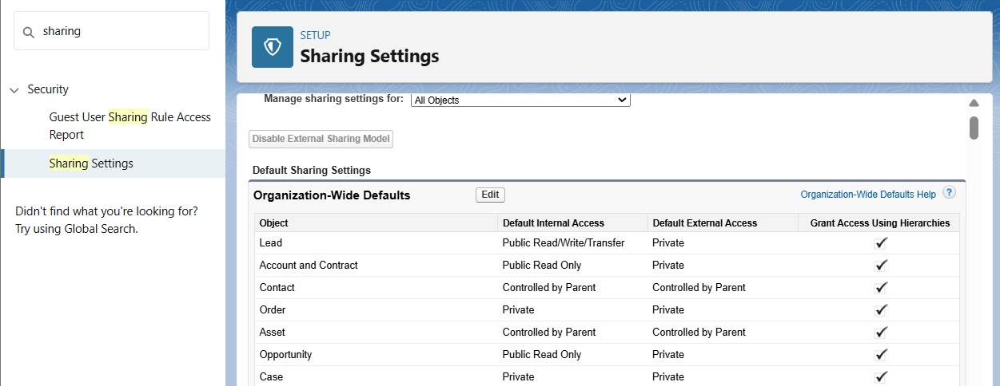 sharing
Security
Guest User Sharing Rule Access
Report
Sharing Settings
Didn't find what you're looking for?
Try using Global Search.
SETUP
Sharing Settings
Manage sharing settings for: All Objects
Disable External Sharing Model
Default Sharing Settings
Organization-Wide Defaults Edit Organization-Wide Defaults Help ?
Object Default Internal Access Default External Access Grant Access Using Hierarchies
Lead Public Read/Write/Transfer Private
Account and Contract Public Read Only Private
Contact Controlled by Parent Controlled by Parent
Order Private Private
Asset Controlled by Parent Controlled by Parent
Opportunity Public Read Only Private
Case Private Private